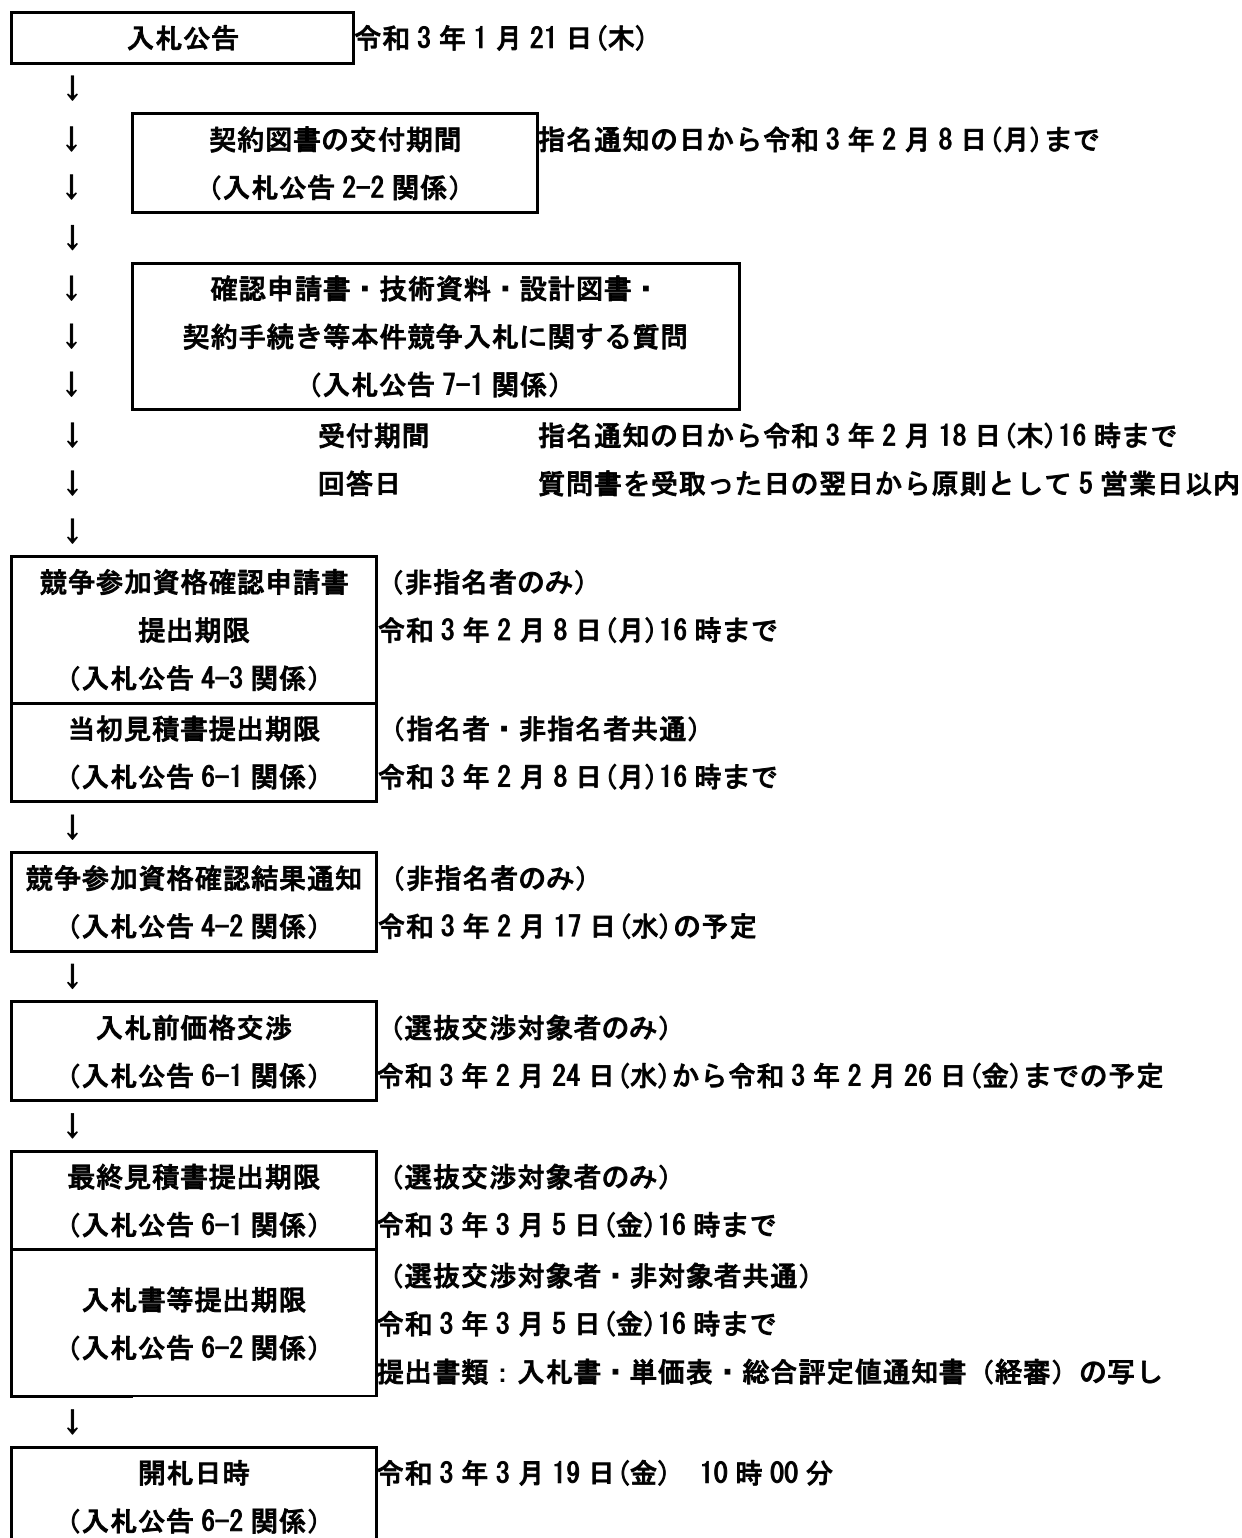 入札公告 令和3年1月21日(木)
↓
↓ 契約図書の交付期間 指名通知の日から令和3年2月8日(月)まで
↓ (入札公告2-2関係)
↓
↓ 確認申請書・技術資料・設計図書・
↓ 契約手続き等本件競争入札に関する質問
↓ (入札公告7-1関係)
↓ 受付期間 指名通知の日から令和3年2月18日(木)16時まで
↓ 回答日 質問書を受取った日の翌日から原則として5営業日以内
↓
競争参加資格確認申請書 (非指名者のみ)
提出期限 令和3年2月8日(月)16時まで
(入札公告4-3関係)
当初見積書提出期限 (指名者・非指名者共通)
(入札公告6-1関係) 令和3年2月8日(月)16時まで
↓
競争参加資格確認結果通知 (非指名者のみ)
(入札公告4-2関係) 令和3年2月17日(水)の予定
↓
入札前価格交渉 (選抜交渉対象者のみ)
(入札公告6-1関係) 令和3年2月24日(水)から令和3年2月26日(金)までの予定
↓
最終見積書提出期限 (選抜交渉対象者のみ)
(入札公告6-1関係) 令和3年3月5日(金)16時まで
(選抜交渉対象者・非対象者共通)
入札書等提出期限 令和3年3月5日(金)16時まで
(入札公告6-2関係)
提出書類：入札書・単価表・総合評定値通知書（経審）の写し
↓
開札日時 令和3年3月19日(金) 10時00分
(入札公告6-2関係)